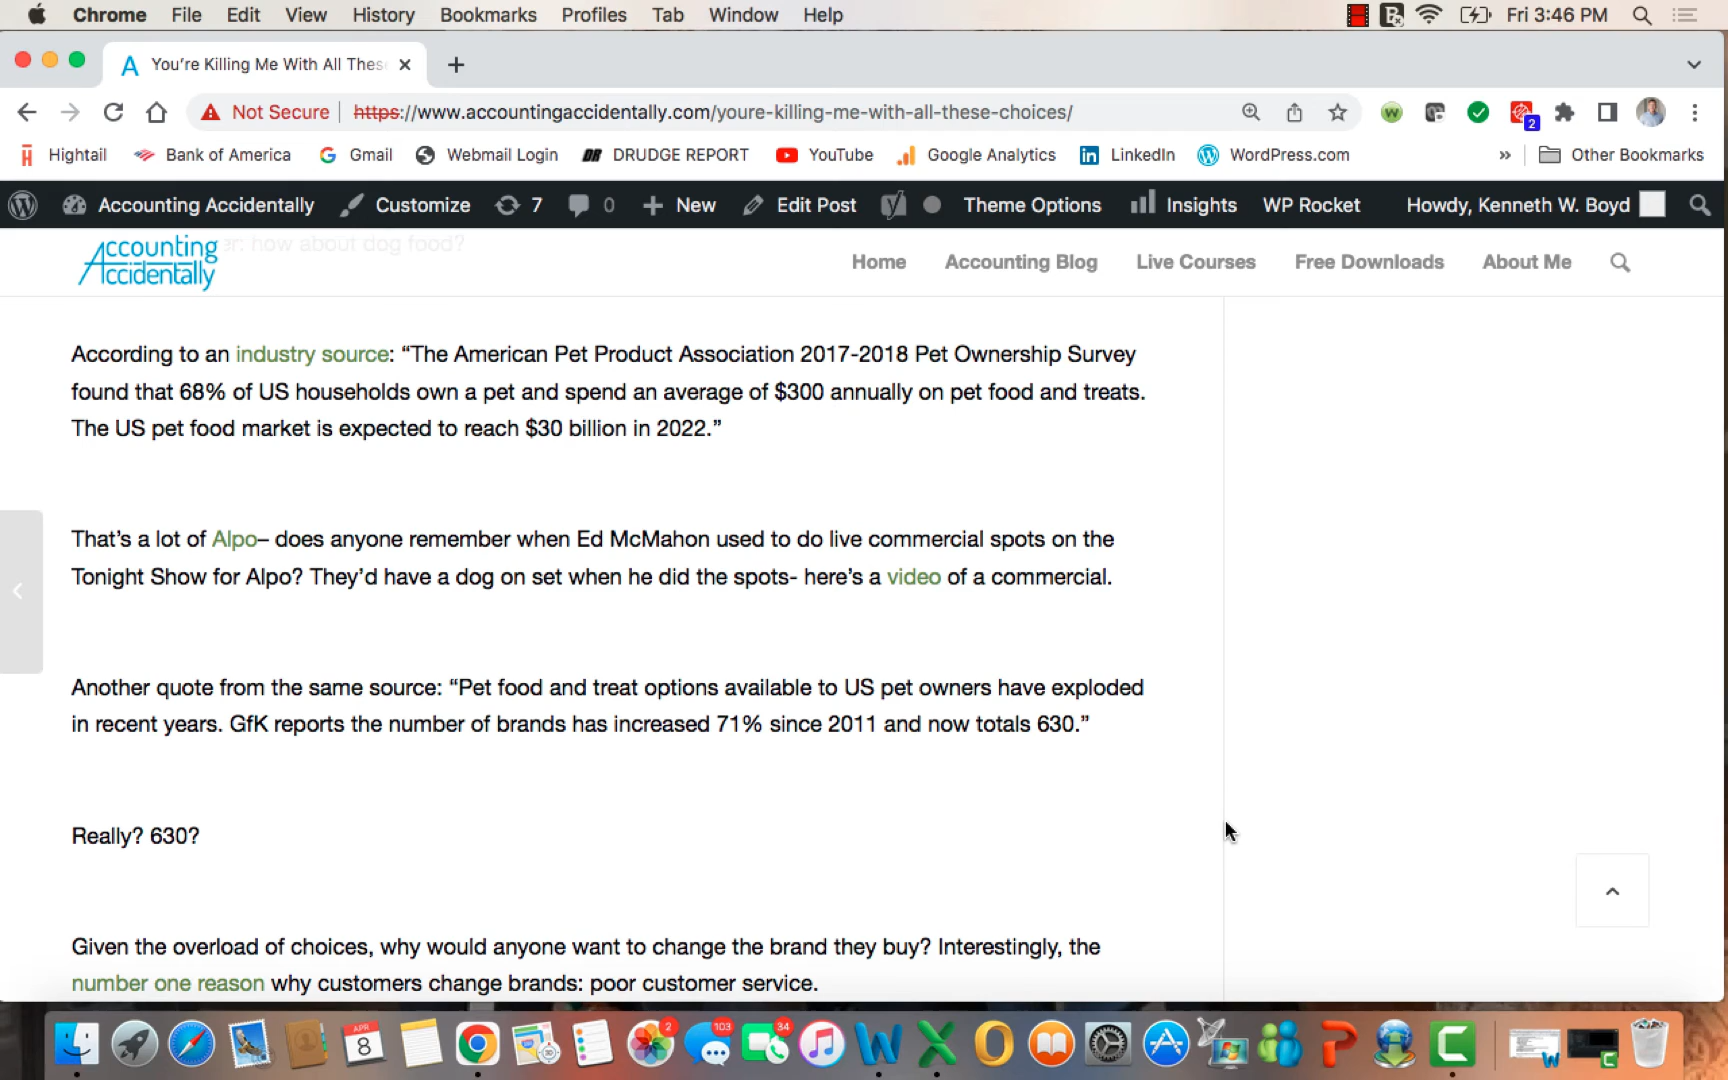 Chrome File Edit View History Bookmarks Profiles Tab Window Help Fri 3:46 PM
You're Killing Me With All Thes
Not Secure https://www.accountingaccidentally.com/youre-killing-me-with-all-these-choices/ 2
Hightail Bank of America Gmail Webmail Login DRUDGE REPORT YouTube Google Analytics LinkedIn WordPress.com » Other Bookmarks
Accounting Accidentally Customize 7 0 New Edit Post Theme Options Insights WP Rocket Howdy, Kenneth W. Boyd
er: how about dog food?
Accounting Accidentally
Home Accounting Blog Live Courses Free Downloads About Me
According to an industry source: “The American Pet Product Association 2017-2018 Pet Ownership Survey
found that 68% of US households own a pet and spend an average of $300 annually on pet food and treats.
The US pet food market is expected to reach $30 billion in 2022.”
That’s a lot of Alpo– does anyone remember when Ed McMahon used to do live commercial spots on the
Tonight Show for Alpo? They’d have a dog on set when he did the spots- here’s a video of a commercial.
Another quote from the same source: “Pet food and treat options available to US pet owners have exploded
in recent years. GfK reports the number of brands has increased 71% since 2011 and now totals 630.”
Really? 630?
Given the overload of choices, why would anyone want to change the brand they buy? Interestingly, the
number one reason why customers change brands: poor customer service.
APR 8 2 103 34